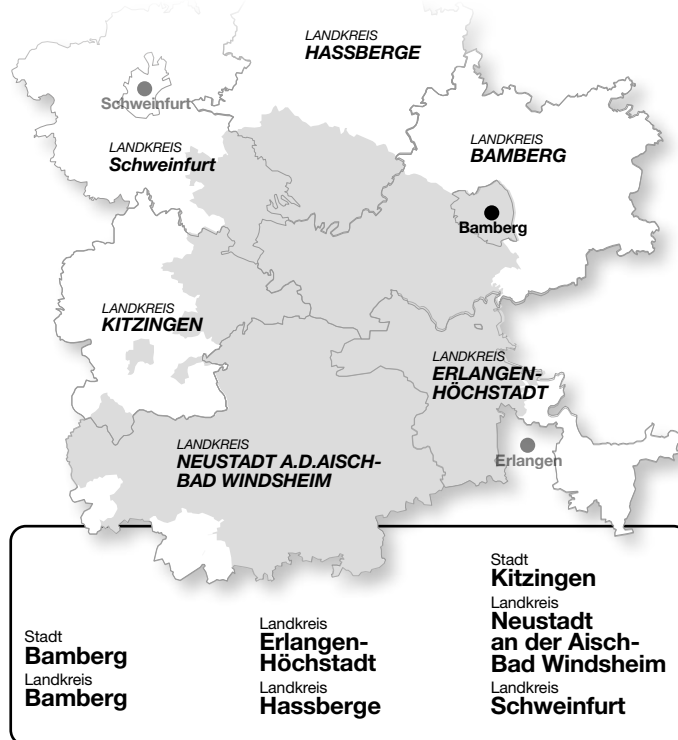 LANDKREIS
HASSBERGE
Schweinfurt
LANDKREIS
Schweinfurt
LANDKREIS
BAMBERG
Bamberg
LANDKREIS
KITZINGEN
LANDKREIS
ERLANGEN-
HÖCHSTADT
LANDKREIS
NEUSTADT A.D.AISCH-
BAD WINDSHEIM
Erlangen
Stadt
Bamberg
Landkreis
Bamberg
Landkreis
Erlangen-
Höchstadt
Landkreis
Hassberge
Stadt
Kitzingen
Landkreis
Neustadt
an der Aisch-
Bad Windsheim
Landkreis
Schweinfurt